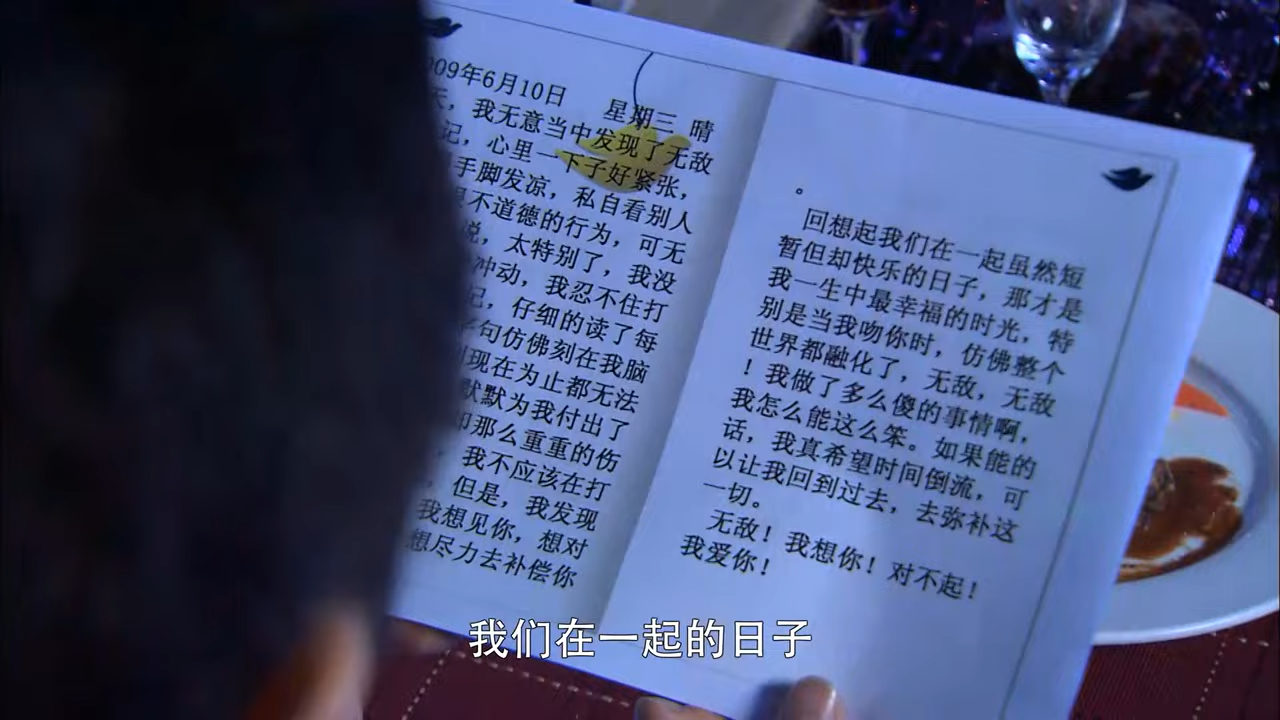 09年6月10日 星期三 晴
天，我无意当中发现了无敌
记，心里一下子好紧张，
手脚发凉，私自看别人
是不道德的行为，可无
说，太特别了，我没
冲动，我忍不住打
记，仔细的读了每
字句仿佛刻在我脑
到现在为止都无法
默默为我付出了
却那么重重的伤
，我不应该在打
，但是，我发现
我想见你，想对
想尽力去补偿你
。
回想起我们在一起虽然短
暂但却快乐的日子，那才是
我一生中最幸福的时光，特
别是当我吻你时，仿佛整个
世界都融化了，无敌，无敌
！我做了多么傻的事情啊，
我怎么能这么笨。如果能的
话，我真希望时间倒流，可
以让我回到过去，去弥补这
一切。
无敌！我想你！对不起！
我爱你！
我们在一起的日子